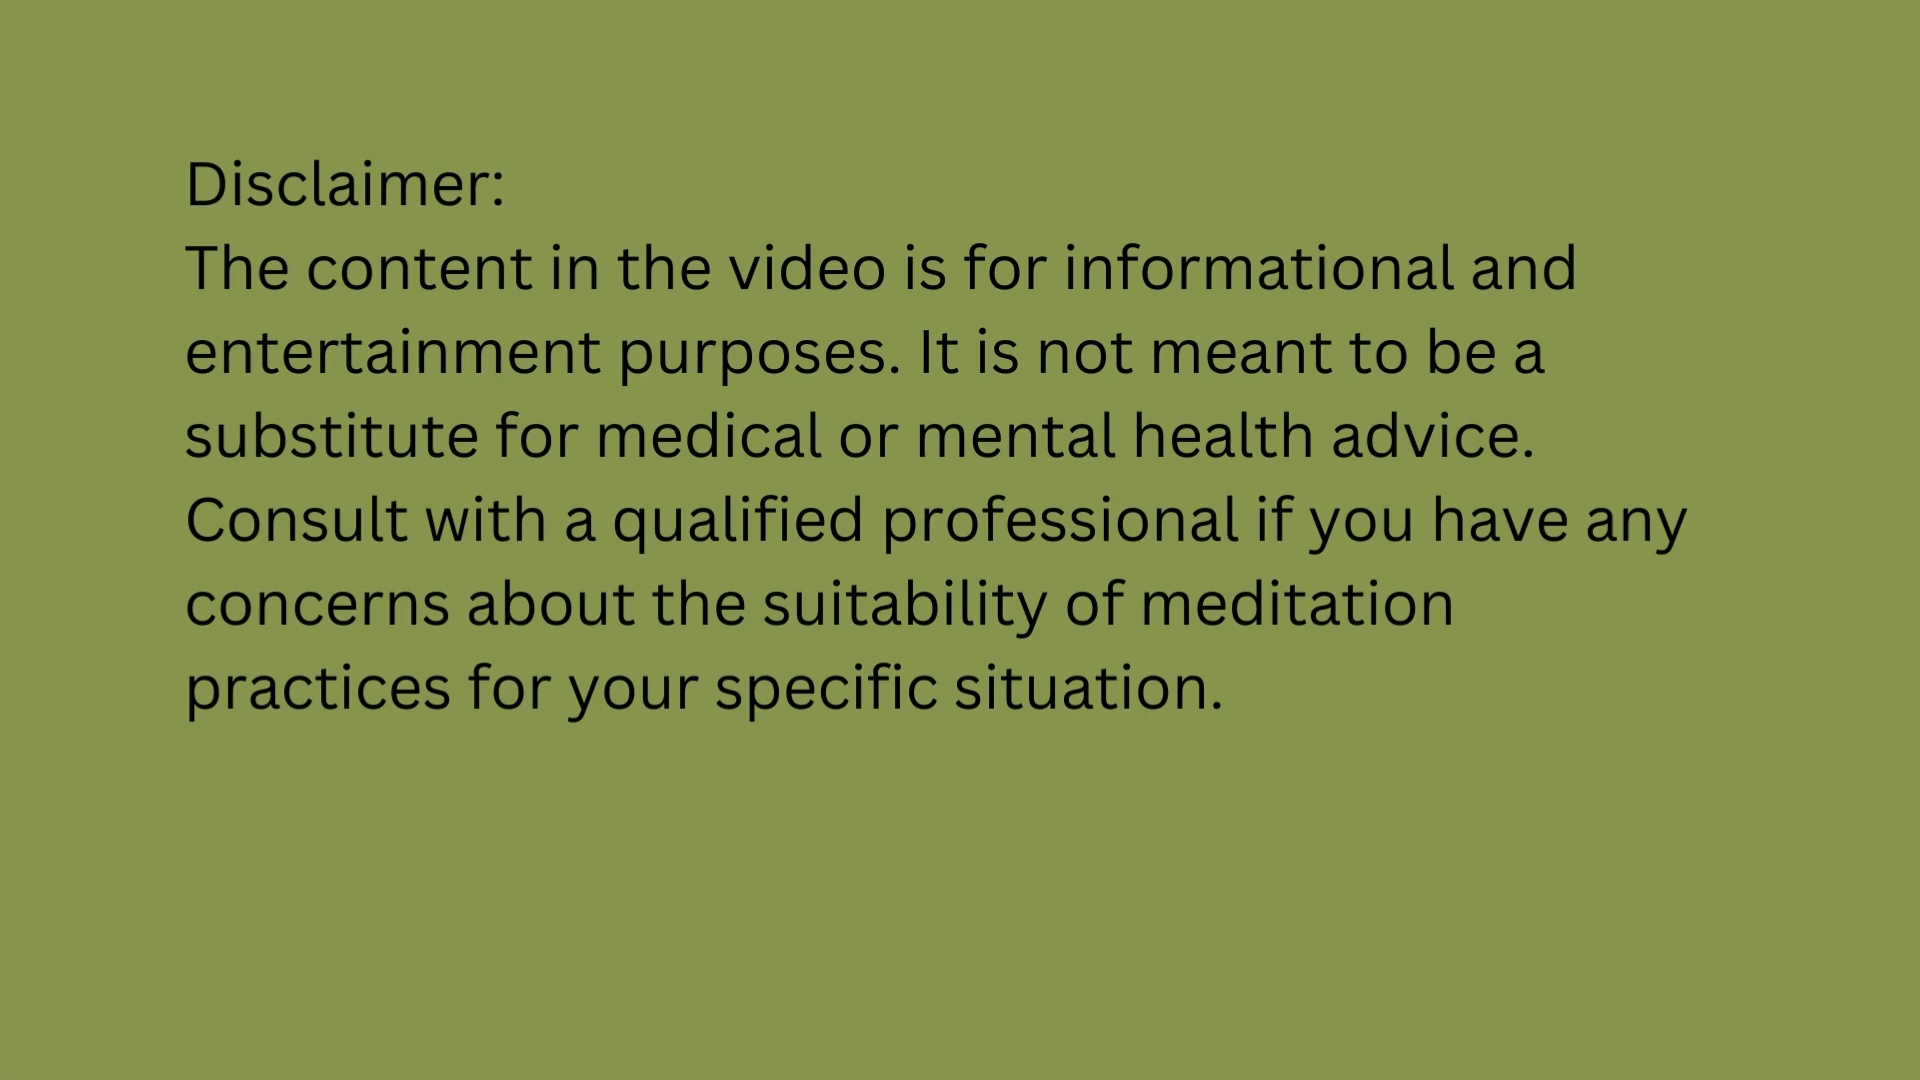 Disclaimer:
The content in the video is for informational and
entertainment purposes. It is not meant to be a
substitute for medical or mental health advice.
Consult with a qualified professional if you have any
concerns about the suitability of meditation
practices for your specific situation.